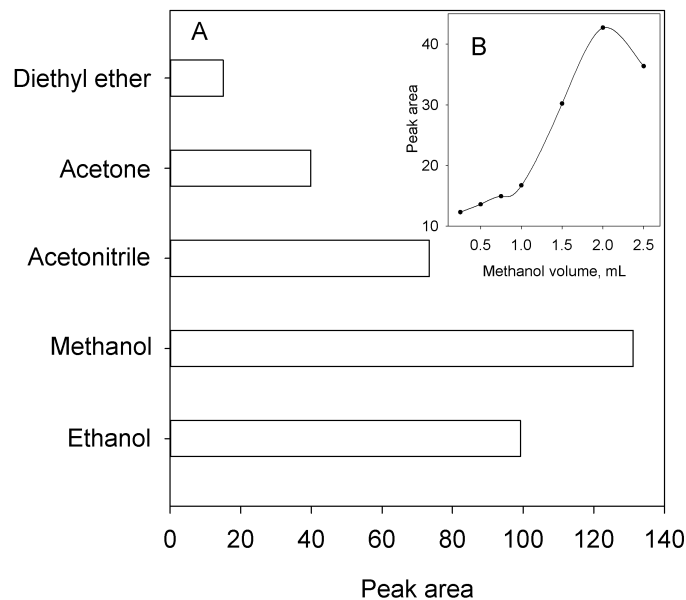 A
Diethyl ether
Acetone
Acetonitrile
Methanol
Ethanol
0 20 40 60 80 100 120 140
Peak area
B
Peak area
40
30
20
10
0.5 1.0 1.5 2.0 2.5
Methanol volume, mL